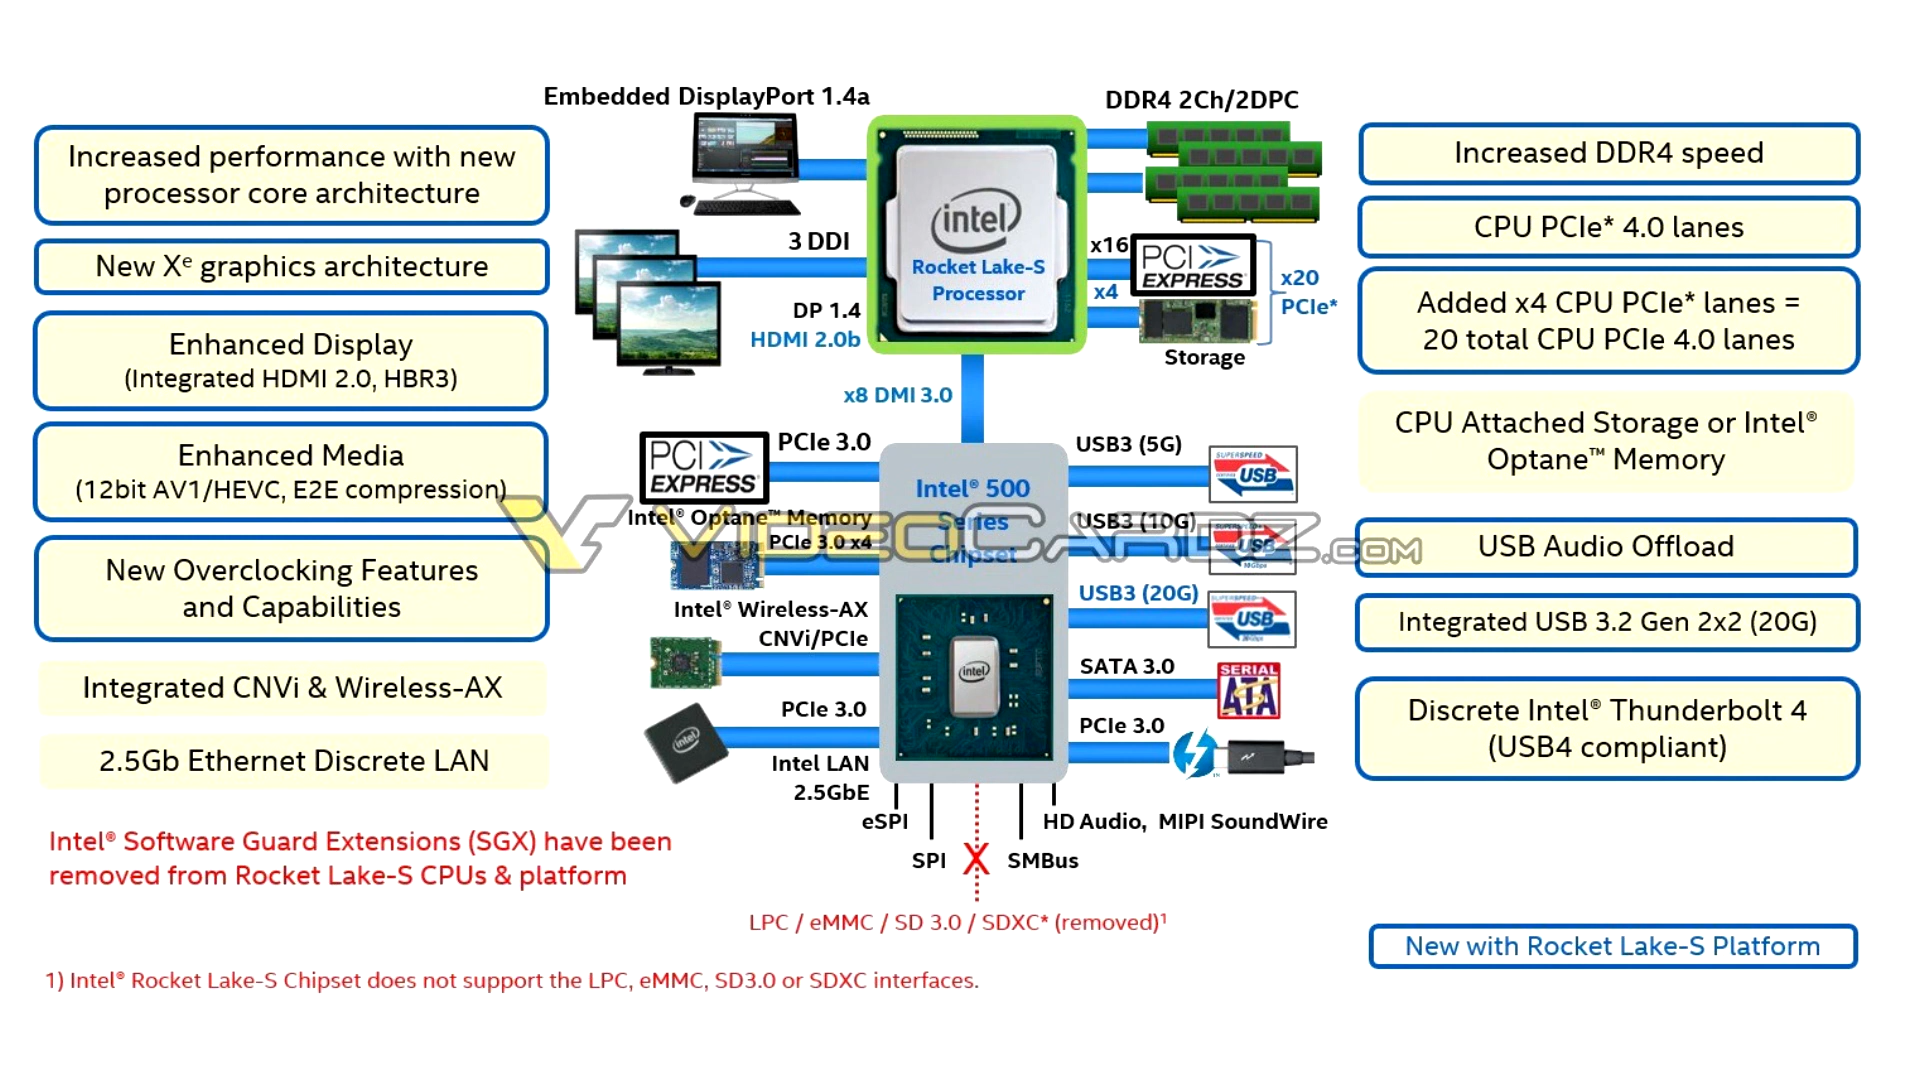 Embedded DisplayPort 1.4a
DDR4 2Ch/2DPC
Increased performance with new
processor core architecture
New Xᵉ graphics architecture
Enhanced Display
(Integrated HDMI 2.0, HBR3)
Enhanced Media
(12bit AV1/HEVC, E2E compression)
New Overclocking Features
and Capabilities
Integrated CNVi & Wireless-AX
2.5Gb Ethernet Discrete LAN
3 DDI
DP 1.4
HDMI 2.0b
intel
Rocket Lake-S
Processor
x16
PCI
EXPRESS
x4
x20
PCIe*
Storage
x8 DMI 3.0
PCI
EXPRESS
PCIe 3.0
Intel® Optane™ Memory
PCIe 3.0 x4
Intel® Wireless-AX
CNVi/PCIe
PCIe 3.0
intel
Intel LAN
2.5GbE
Intel® 500
Series
Chipset
intel
USB3 (5G)
SUPERSPEED
USB
USB3 (10G)
SUPERSPEED+
USB
10Gbps
USB3 (20G)
SUPERSPEED+
USB
20Gbps
SATA 3.0
SERIAL
ATA
PCIe 3.0
eSPI
SPI
X
SMBus
HD Audio, MIPI SoundWire
LPC / eMMC / SD 3.0 / SDXC* (removed)¹
VIDEOCARDZ.COM
Increased DDR4 speed
CPU PCIe* 4.0 lanes
Added x4 CPU PCIe* lanes =
20 total CPU PCIe 4.0 lanes
CPU Attached Storage or Intel®
Optane™ Memory
USB Audio Offload
Integrated USB 3.2 Gen 2x2 (20G)
Discrete Intel® Thunderbolt 4
(USB4 compliant)
Intel® Software Guard Extensions (SGX) have been
removed from Rocket Lake-S CPUs & platform
New with Rocket Lake-S Platform
1) Intel® Rocket Lake-S Chipset does not support the LPC, eMMC, SD3.0 or SDXC interfaces.